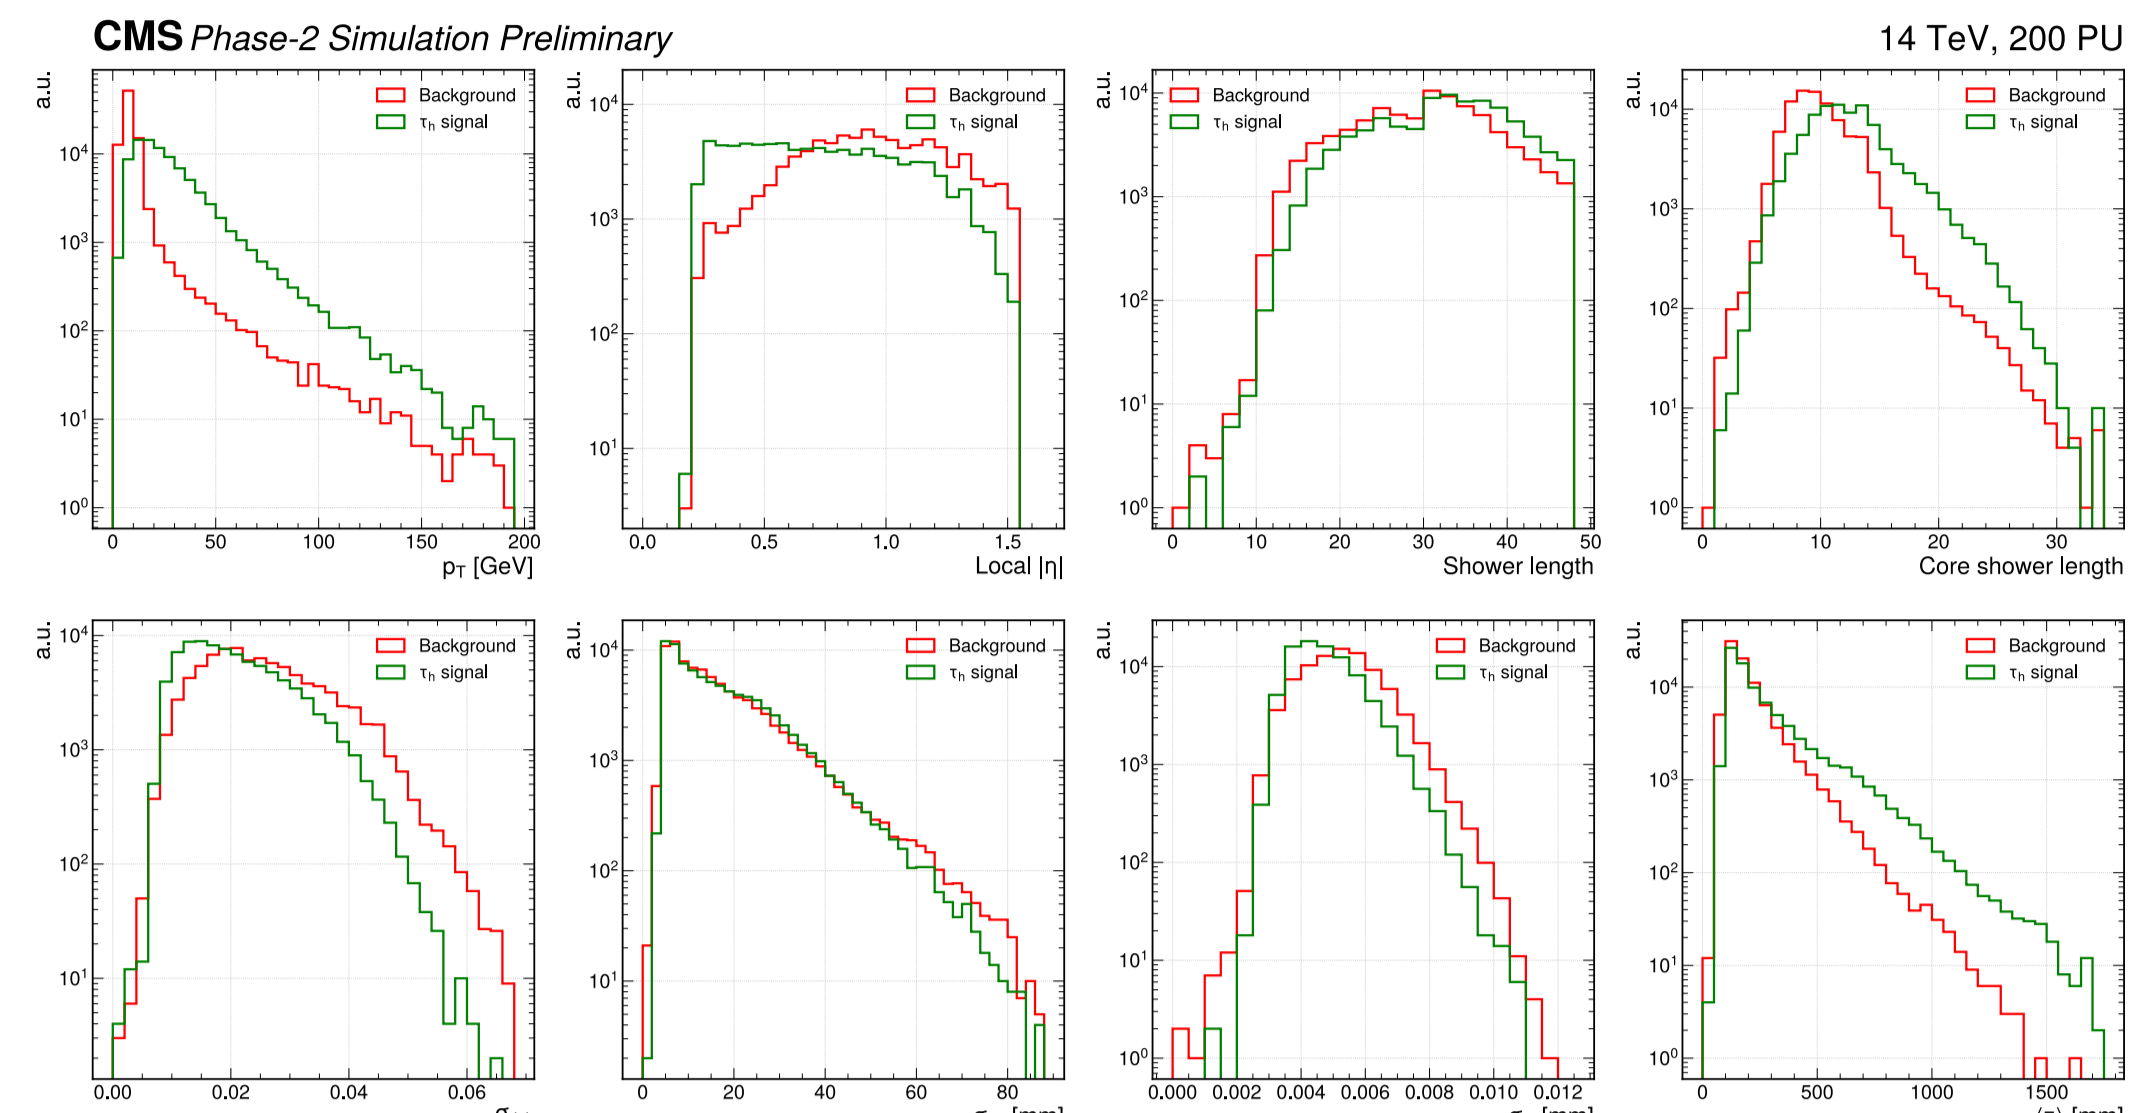 CMS Phase-2 Simulation Preliminary
14 TeV, 200 PU
a.u.
Background
τh signal
10^4
10^3
10^2
10^1
10^0
0 50 100 150 200
pT [GeV]
a.u.
Background
τh signal
10^4
10^3
10^2
10^1
0.0 0.5 1.0 1.5
Local |η|
a.u.
Background
τh signal
10^4
10^3
10^2
10^1
10^0
0 10 20 30 40 50
Shower length
a.u.
Background
τh signal
10^4
10^3
10^2
10^1
10^0
0 10 20 30
Core shower length
a.u.
Background
τh signal
10^4
10^3
10^2
10^1
0.00 0.02 0.04 0.06
a.u.
Background
τh signal
10^4
10^3
10^2
10^1
0 20 40 60 80
[mm]
a.u.
Background
τh signal
10^4
10^3
10^2
10^1
10^0
0.000 0.002 0.004 0.006 0.008 0.010 0.012
[mm]
a.u.
Background
τh signal
10^4
10^3
10^2
10^1
10^0
0 500 1000 1500
[mm]